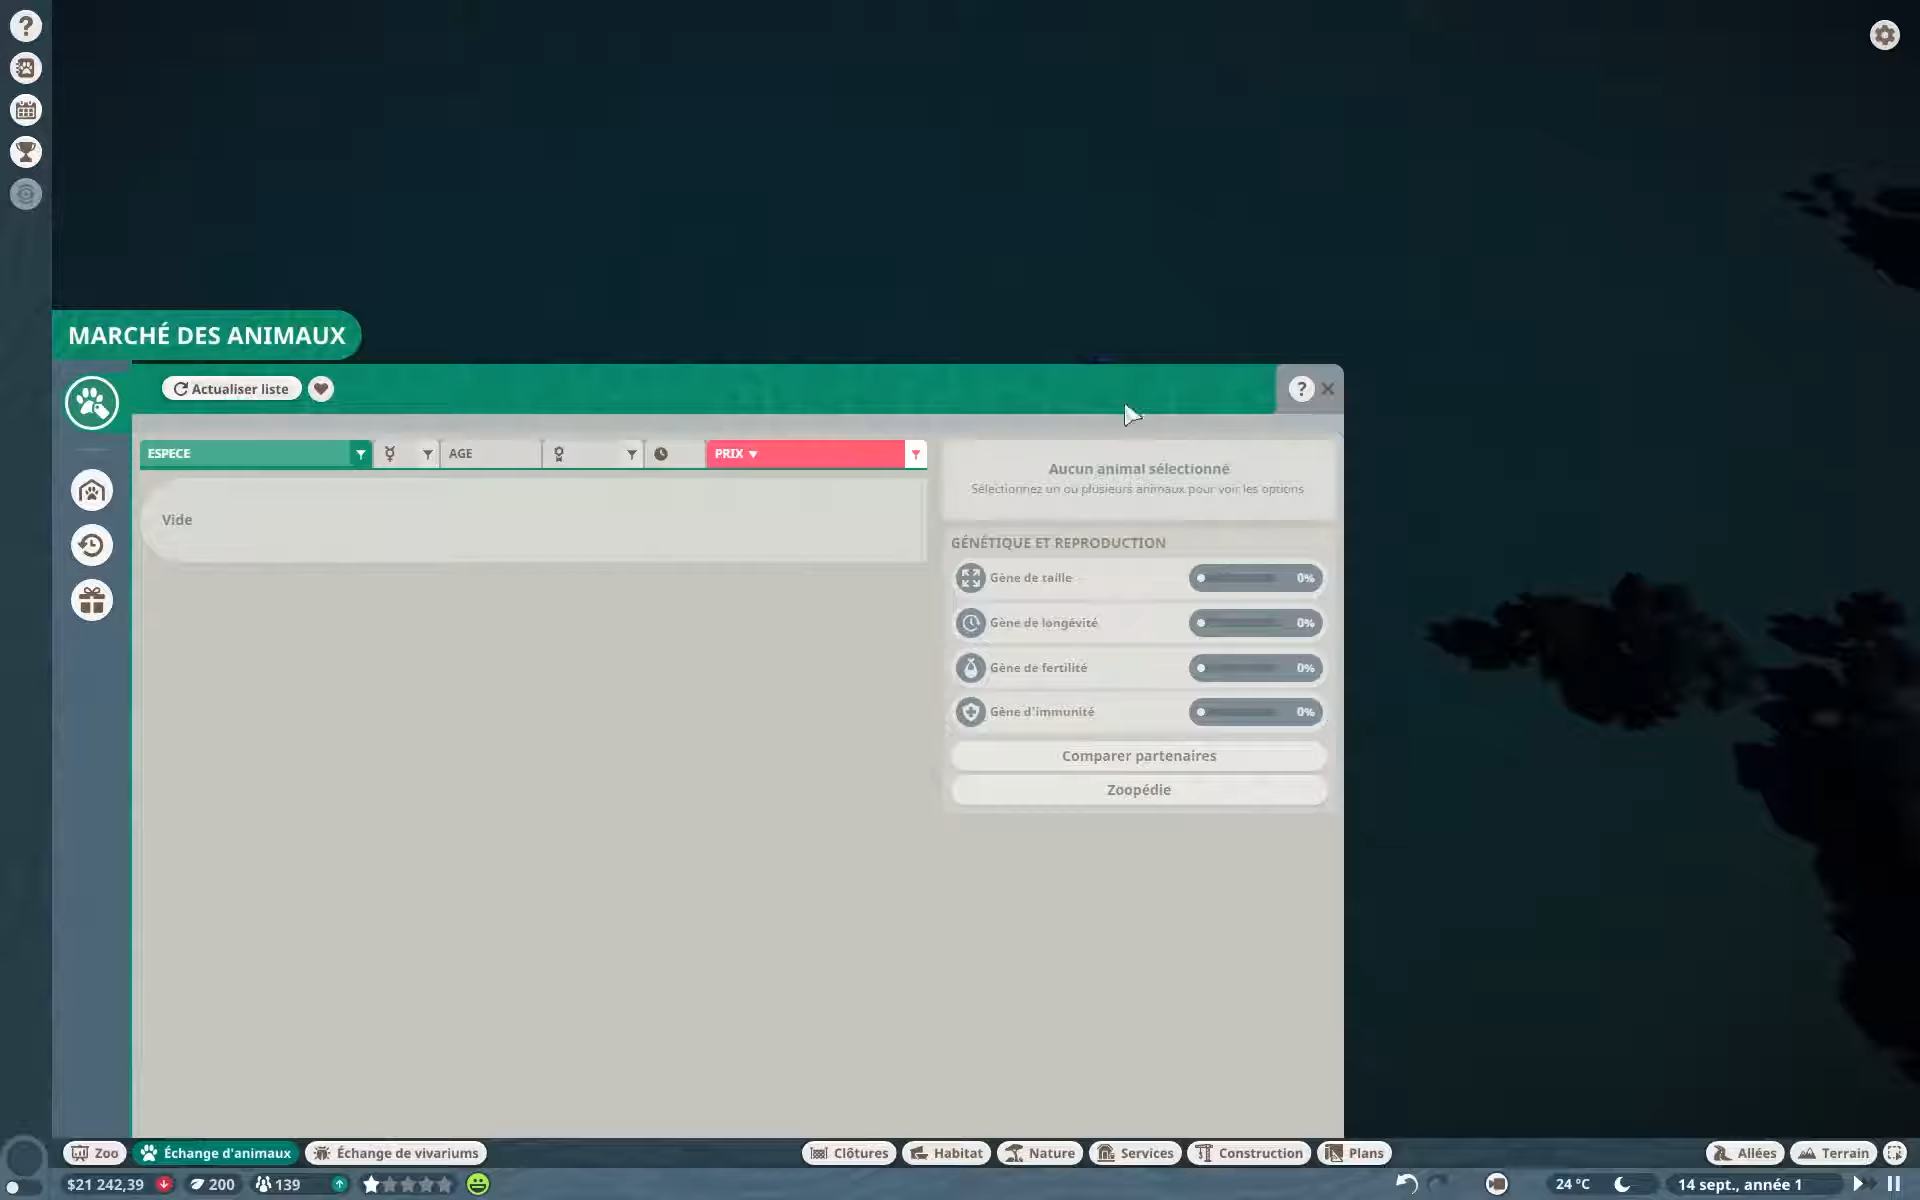 MARCHÉ DES ANIMAUX
Actualiser liste
?
ESPECE
AGE
PRIX ▼
Vide
Aucun animal sélectionné
Sélectionnez un ou plusieurs animaux pour voir les options
GÉNÉTIQUE ET REPRODUCTION
Gène de taille 0%
Gène de longévité 0%
Gène de fertilité 0%
Gène d'immunité 0%
Comparer partenaires
Zoopédie
Zoo
Échange d'animaux
Échange de vivariums
Clôtures
Habitat
Nature
Services
Construction
Plans
Allées
Terrain
$21 242,39
200
139
24 °C
14 sept., année 1